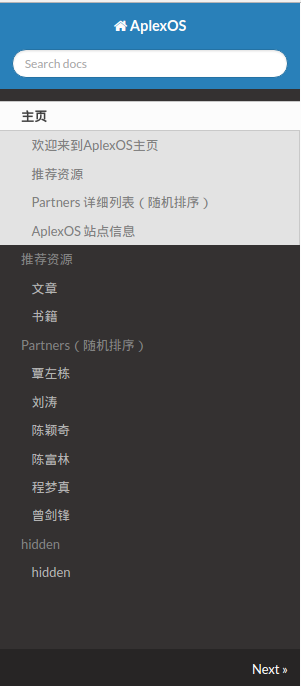 AplexOS
Search docs
主页
欢迎来到AplexOS主页
推荐资源
Partners 详细列表（随机排序）
AplexOS 站点信息
推荐资源
文章
书籍
Partners（随机排序）
覃左栋
刘涛
陈颖奇
陈富林
程梦真
曾剑锋
hidden
hidden
Next »